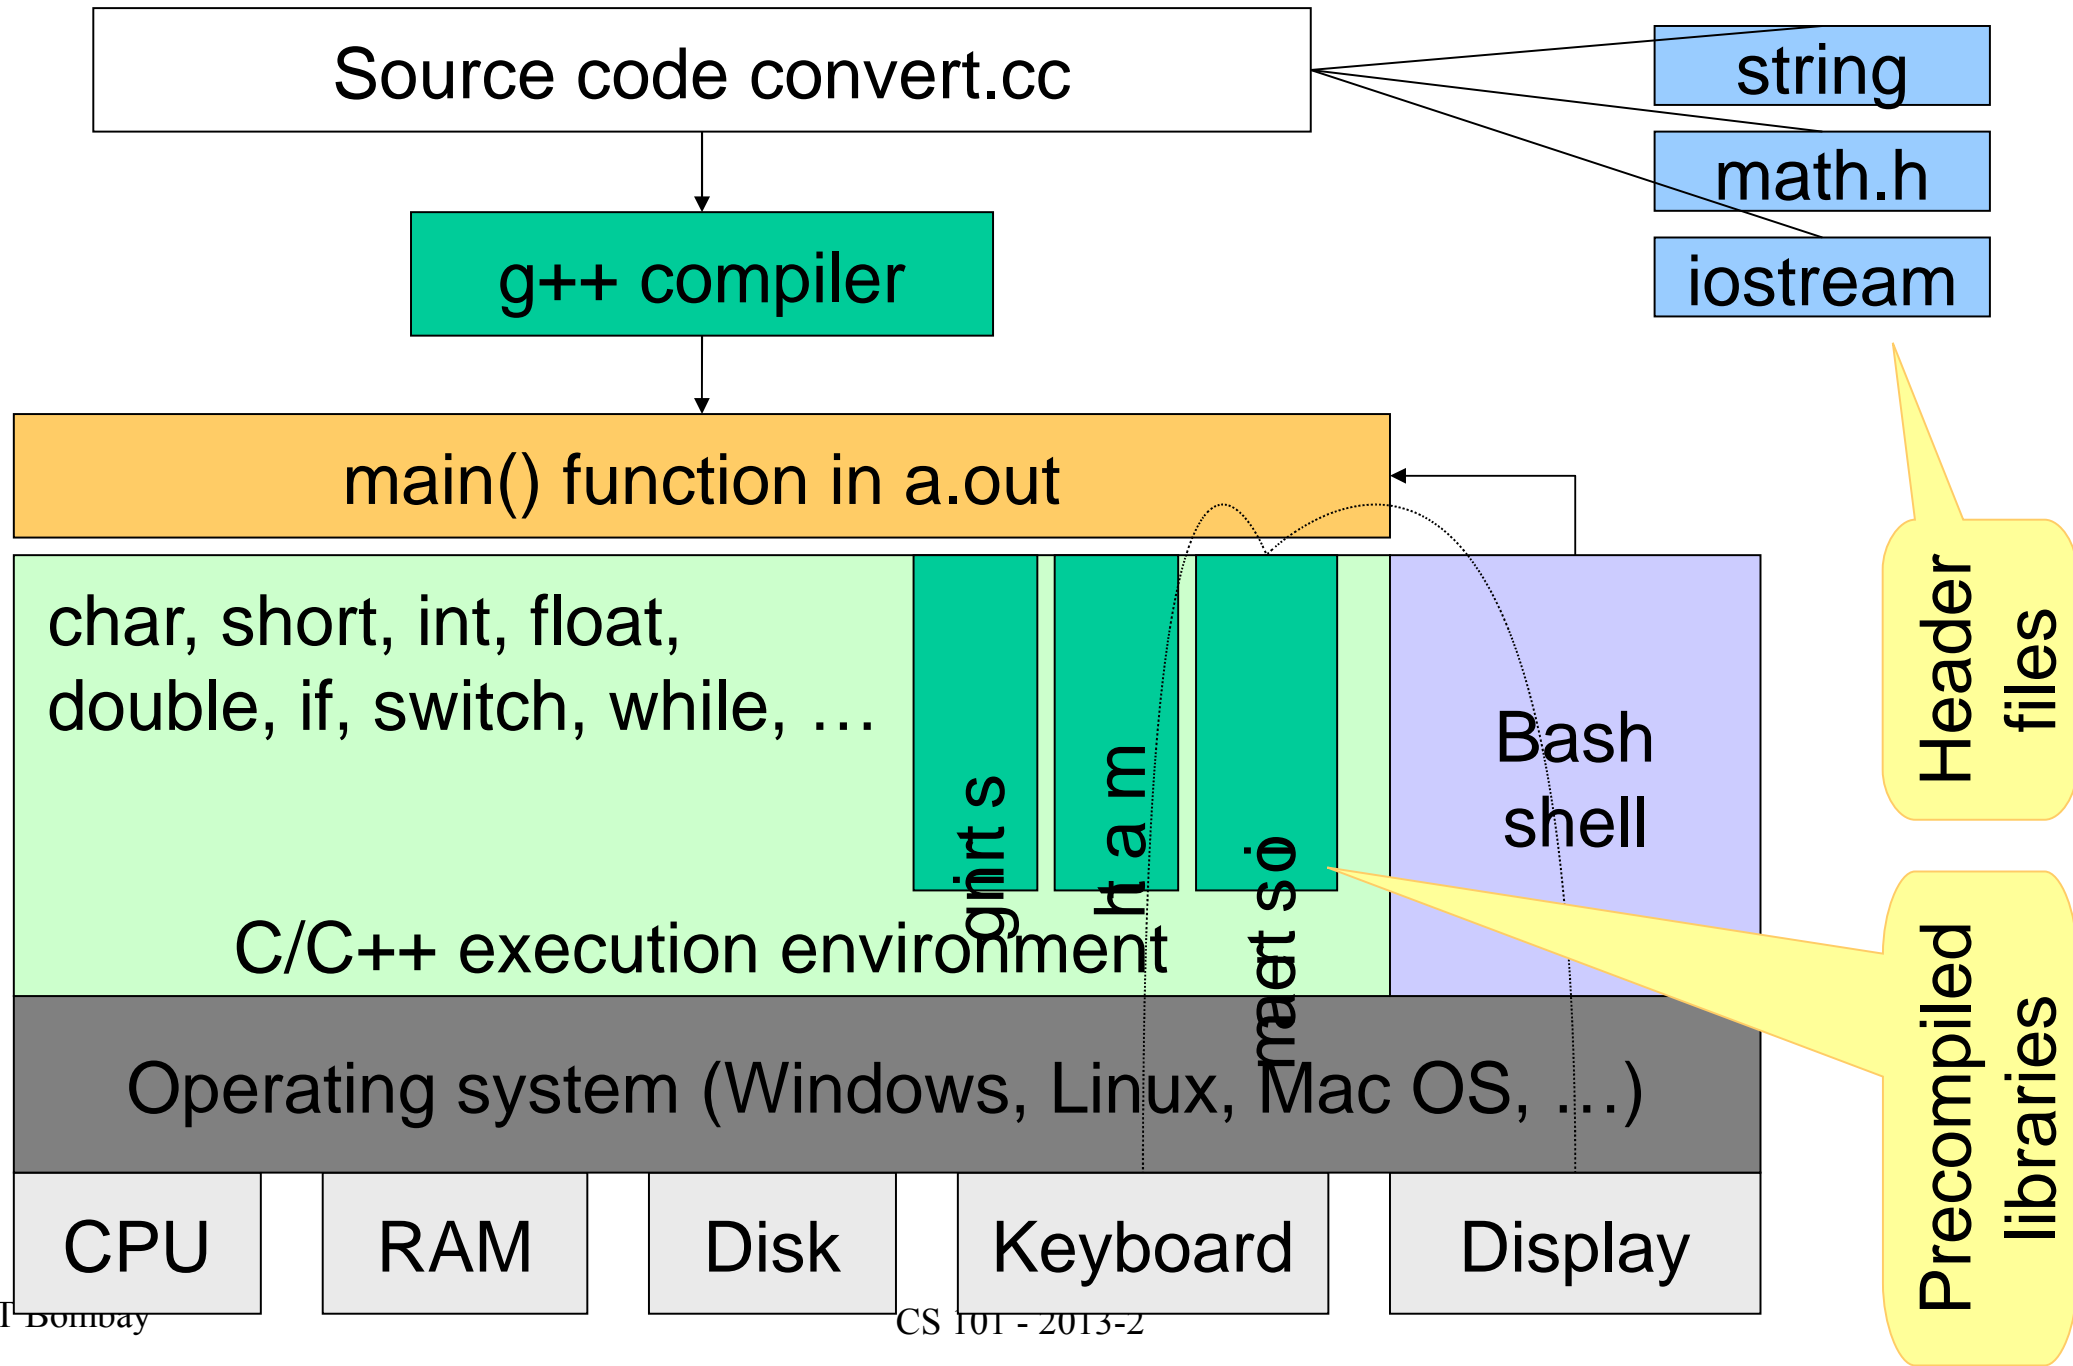 Source code convert.cc
string
math.h
iostream
g++ compiler
main() function in a.out
char, short, int, float,
double, if, switch, while, …
s t r i n g
m a t h
i o s t r e a m
Bash
shell
Header
files
C/C++ execution environment
Precompiled
libraries
Operating system (Windows, Linux, Mac OS, …)
CPU
RAM
Disk
Keyboard
Display
T Bombay
CS 101 - 2013-2